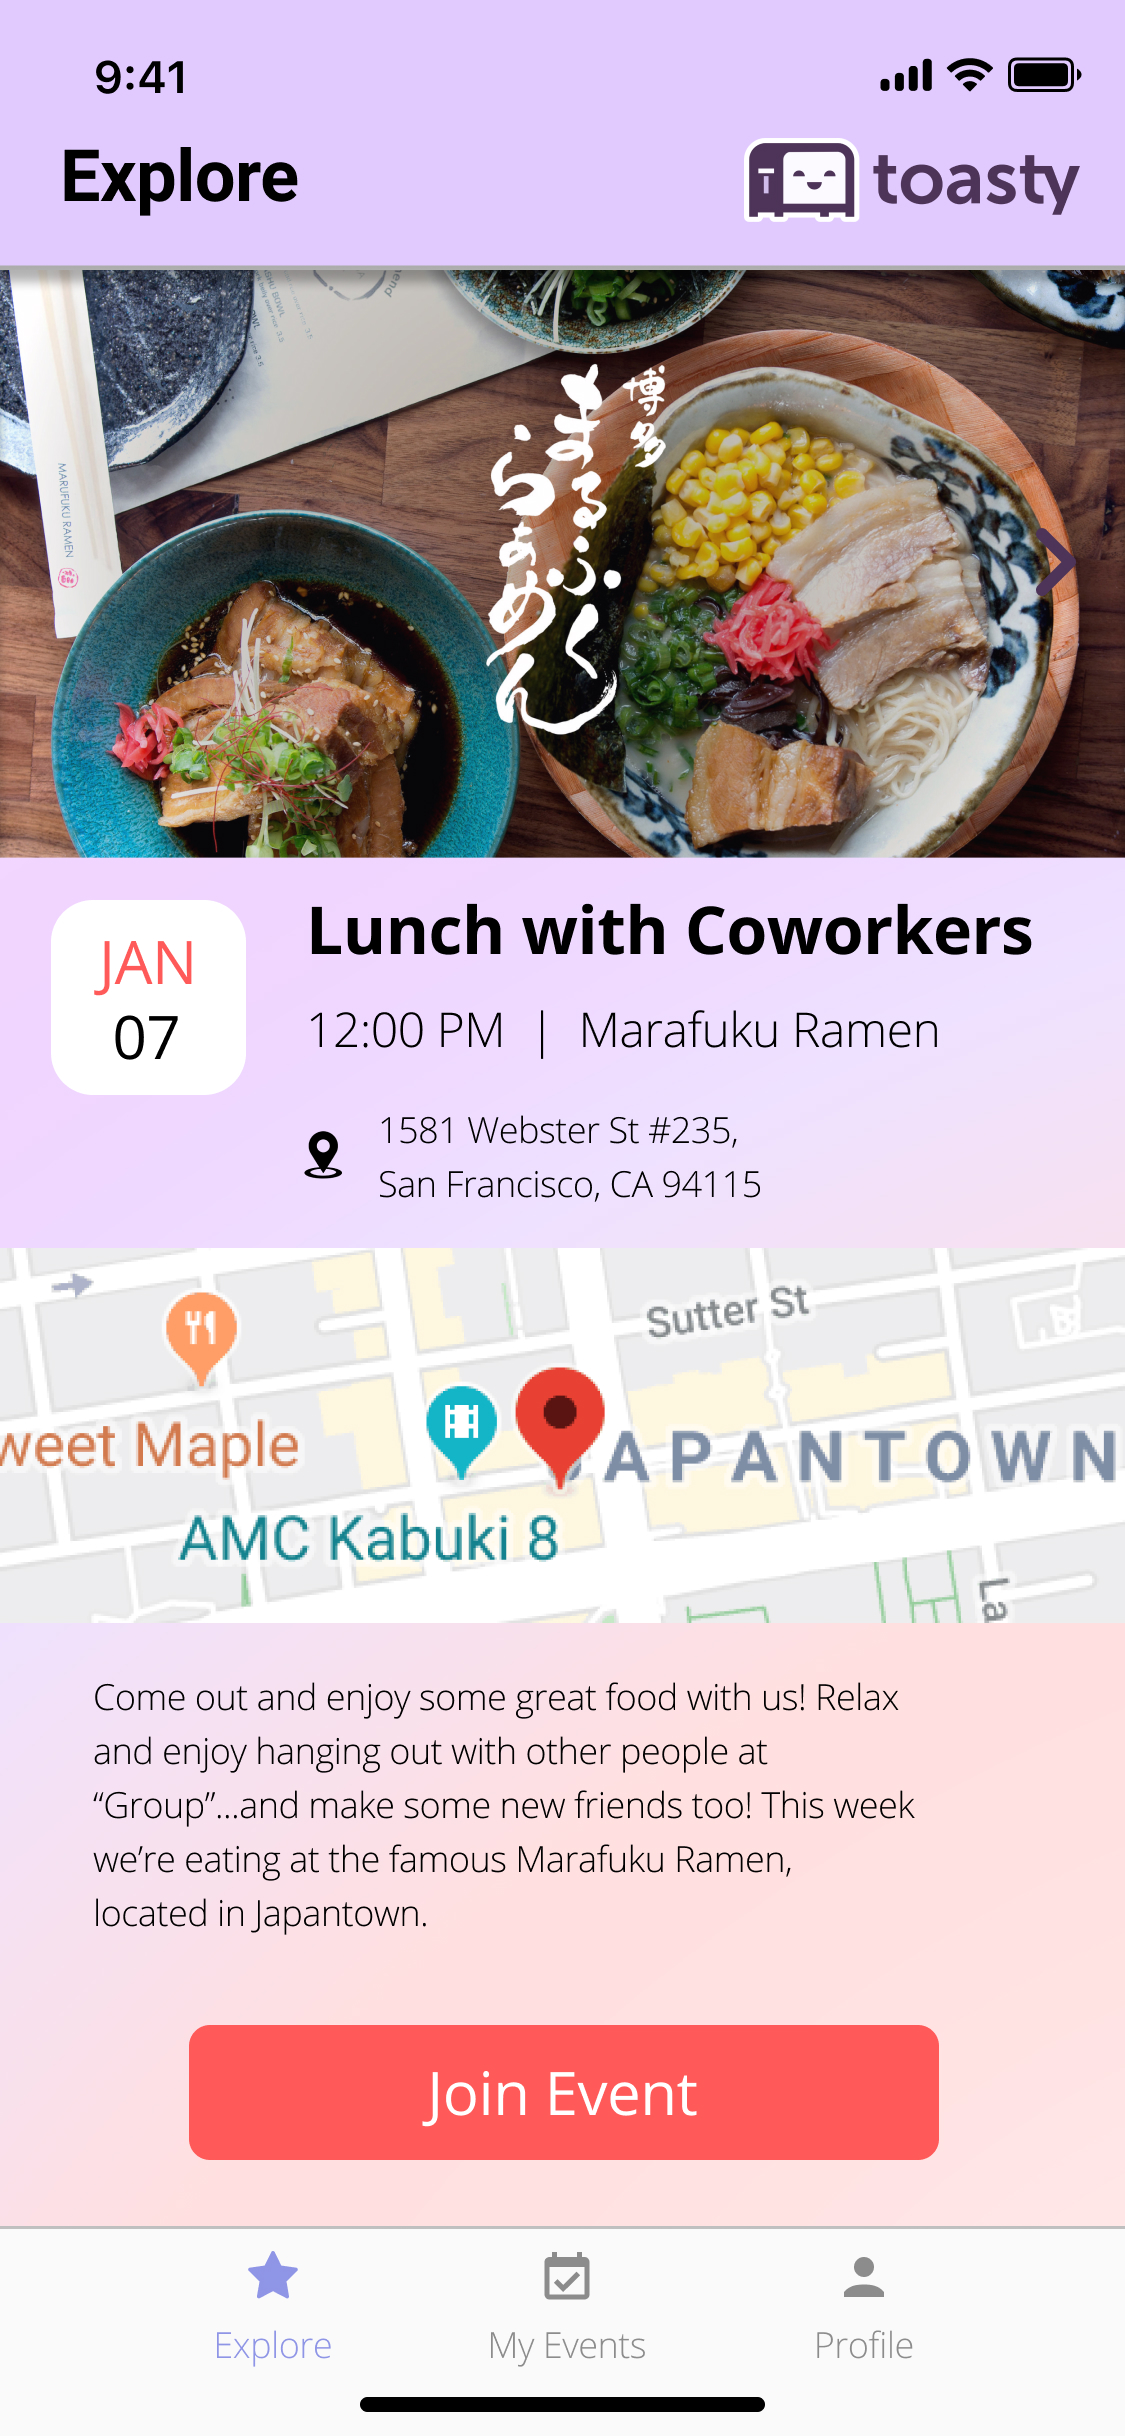 9:41
Explore
toasty
MARUFUKU RAMEN
博多
まるふく
らぁめん
JAN
07
Lunch with Coworkers
12:00 PM | Marafuku Ramen
1581 Webster St #235,
San Francisco, CA 94115
Sutter St
weet Maple
APANTOWN
AMC Kabuki 8
La
Come out and enjoy some great food with us! Relax
and enjoy hanging out with other people at
“Group”...and make some new friends too! This week
we’re eating at the famous Marafuku Ramen,
located in Japantown.
Join Event
Explore
My Events
Profile